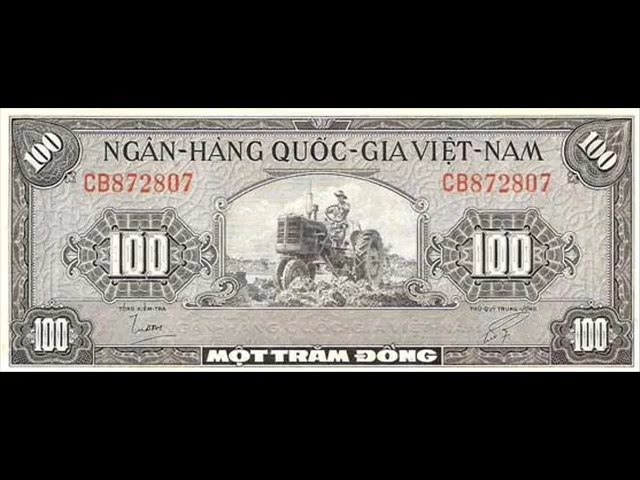 100 100
NGÂN-HÀNG QUỐC-GIA VIỆT-NAM
CB872807 CB872807
100 100
TỔNG KIỂM-TRA THỦ-QUỸ TRUNG-ƯƠNG
100 100
MỘT TRĂM ĐỒNG